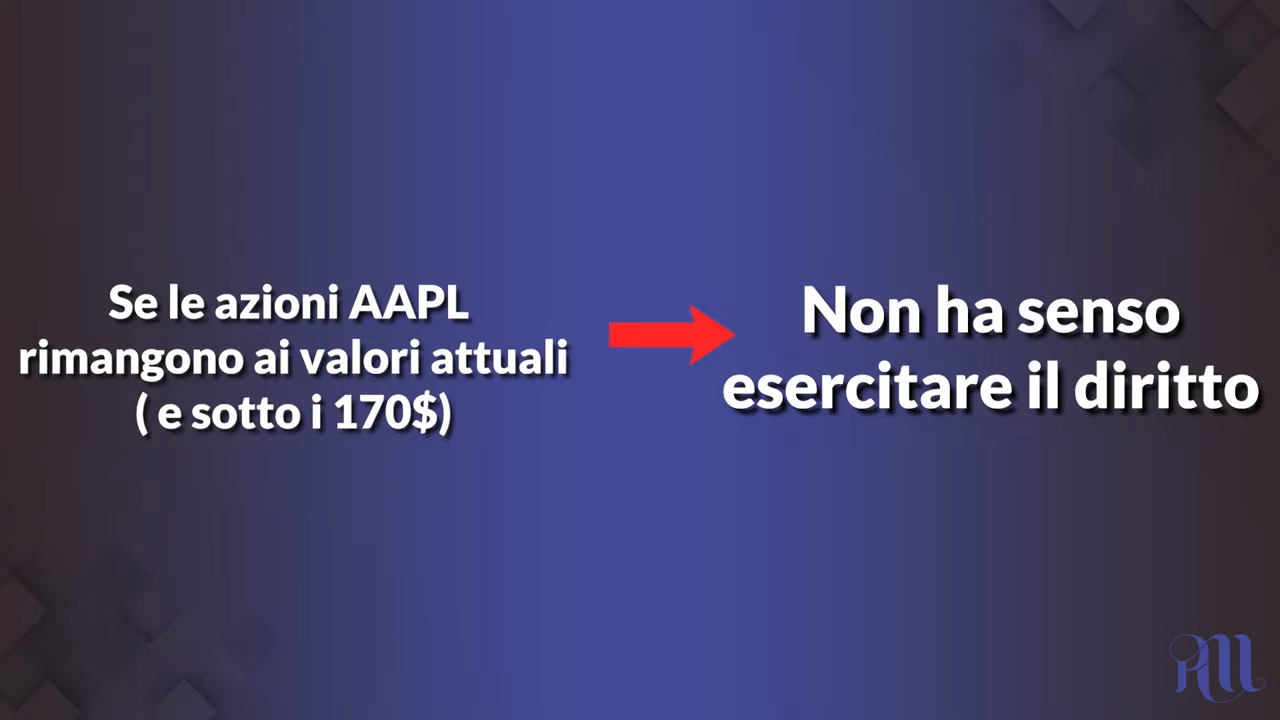 Se le azioni AAPL
rimangono ai valori attuali
( e sotto i 170$)
Non ha senso
esercitare il diritto